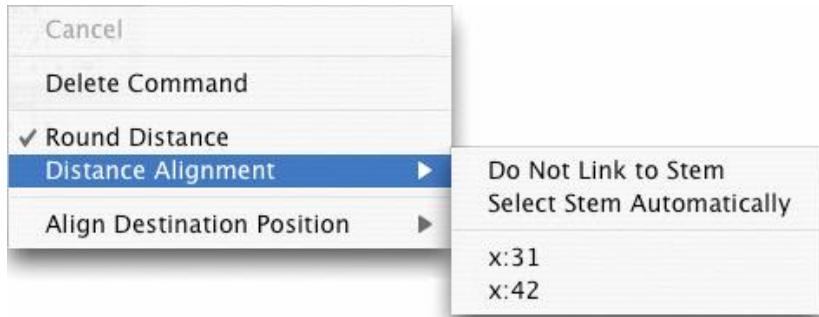 Cancel
Delete Command
✓ Round Distance
Distance Alignment
Align Destination Position
Do Not Link to Stem
Select Stem Automatically
x:31
x:42